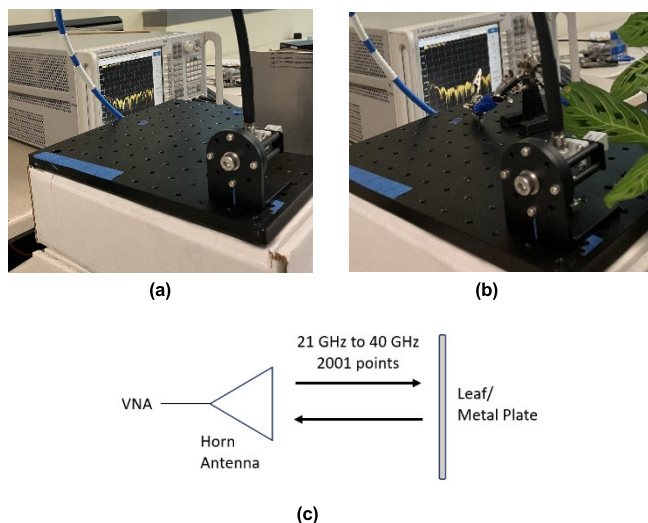 (a)
(b)
21 GHz to 40 GHz
2001 points
VNA
Leaf/
Metal Plate
Horn
Antenna
(c)